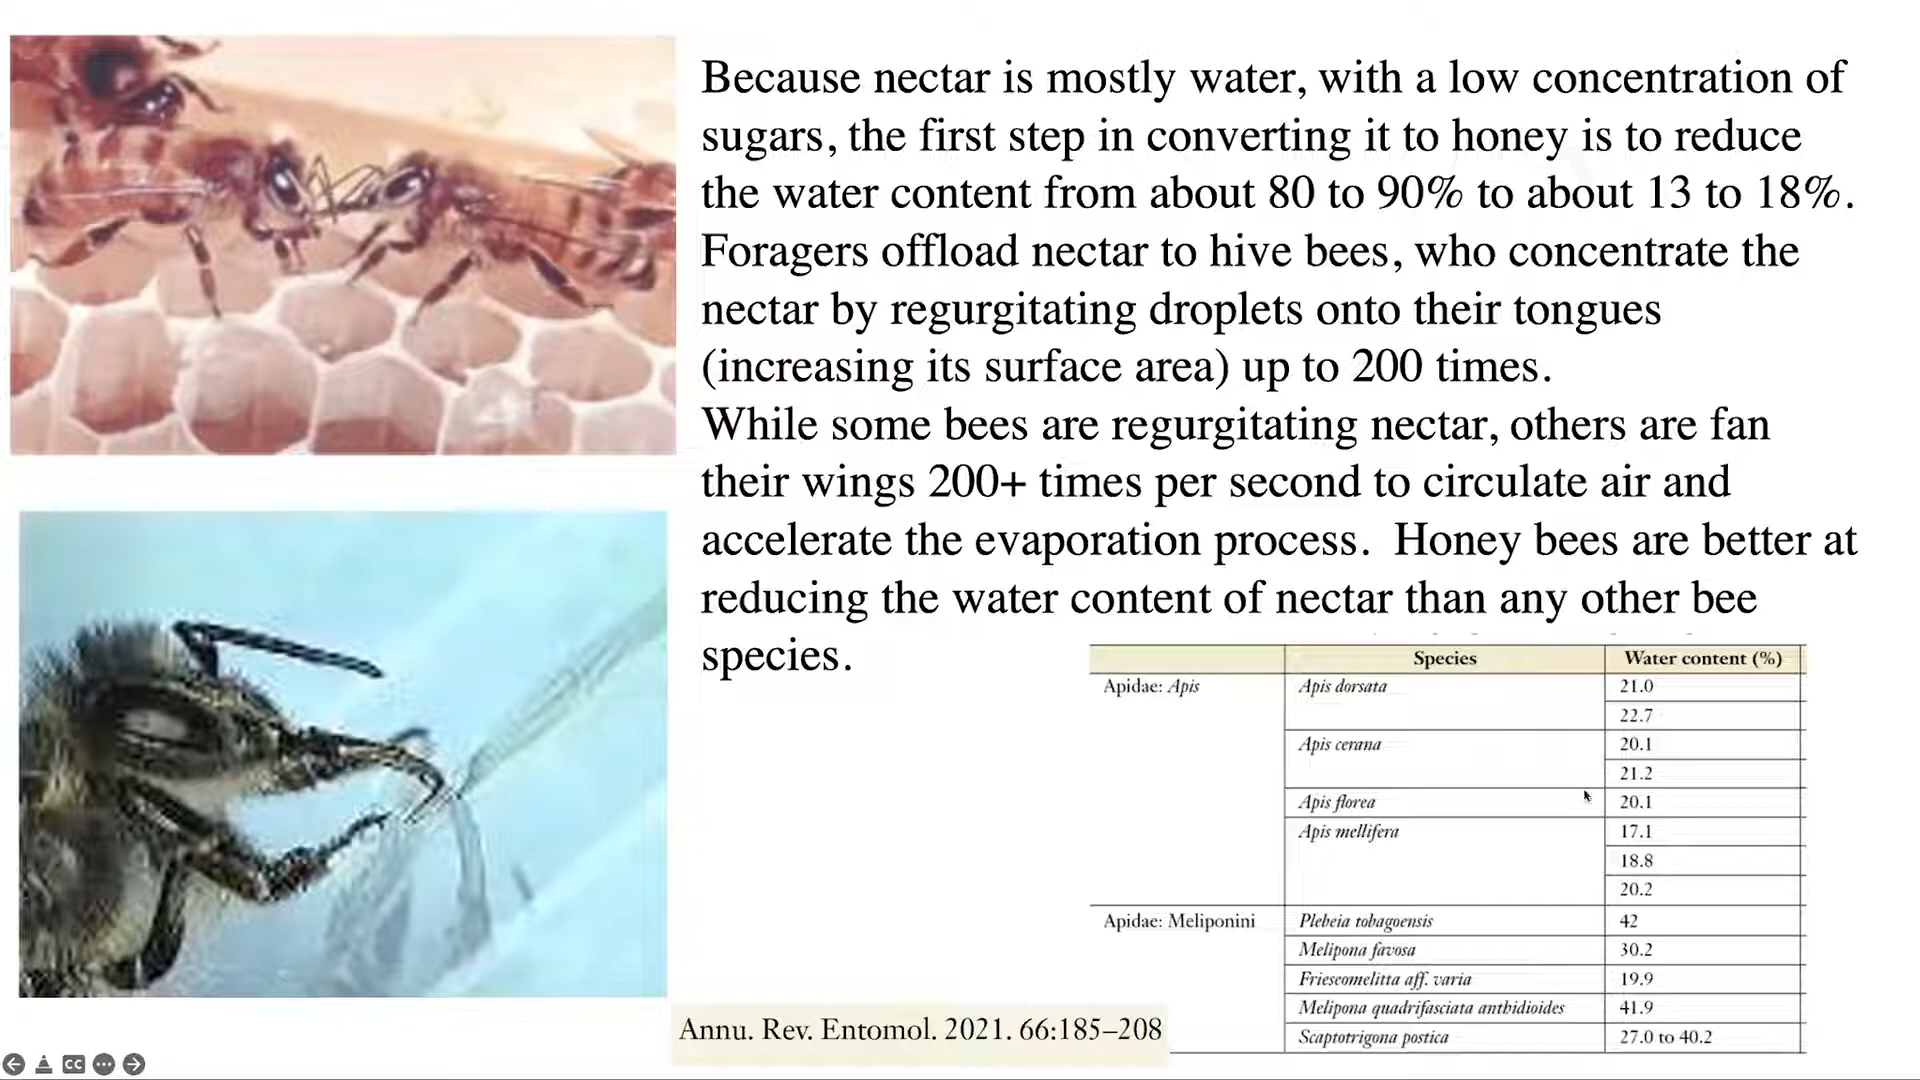 Because nectar is mostly water, with a low concentration of
sugars, the first step in converting it to honey is to reduce
the water content from about 80 to 90% to about 13 to 18%.
Foragers offload nectar to hive bees, who concentrate the
nectar by regurgitating droplets onto their tongues
(increasing its surface area) up to 200 times.
While some bees are regurgitating nectar, others are fan
their wings 200+ times per second to circulate air and
accelerate the evaporation process.  Honey bees are better at
reducing the water content of nectar than any other bee
species.
Species Water content (%)
Apidae: Apis Apis dorsata 21.0
22.7
Apis cerana 20.1
21.2
Apis florea 20.1
Apis mellifera 17.1
18.8
20.2
Apidae: Meliponini Plebeia tobagoensis 42
Melipona favosa 30.2
Frieseomelitta aff. varia 19.9
Melipona quadrifasciata anthidioides 41.9
Scaptotrigona postica 27.0 to 40.2
Annu. Rev. Entomol. 2021. 66:185–208
CC